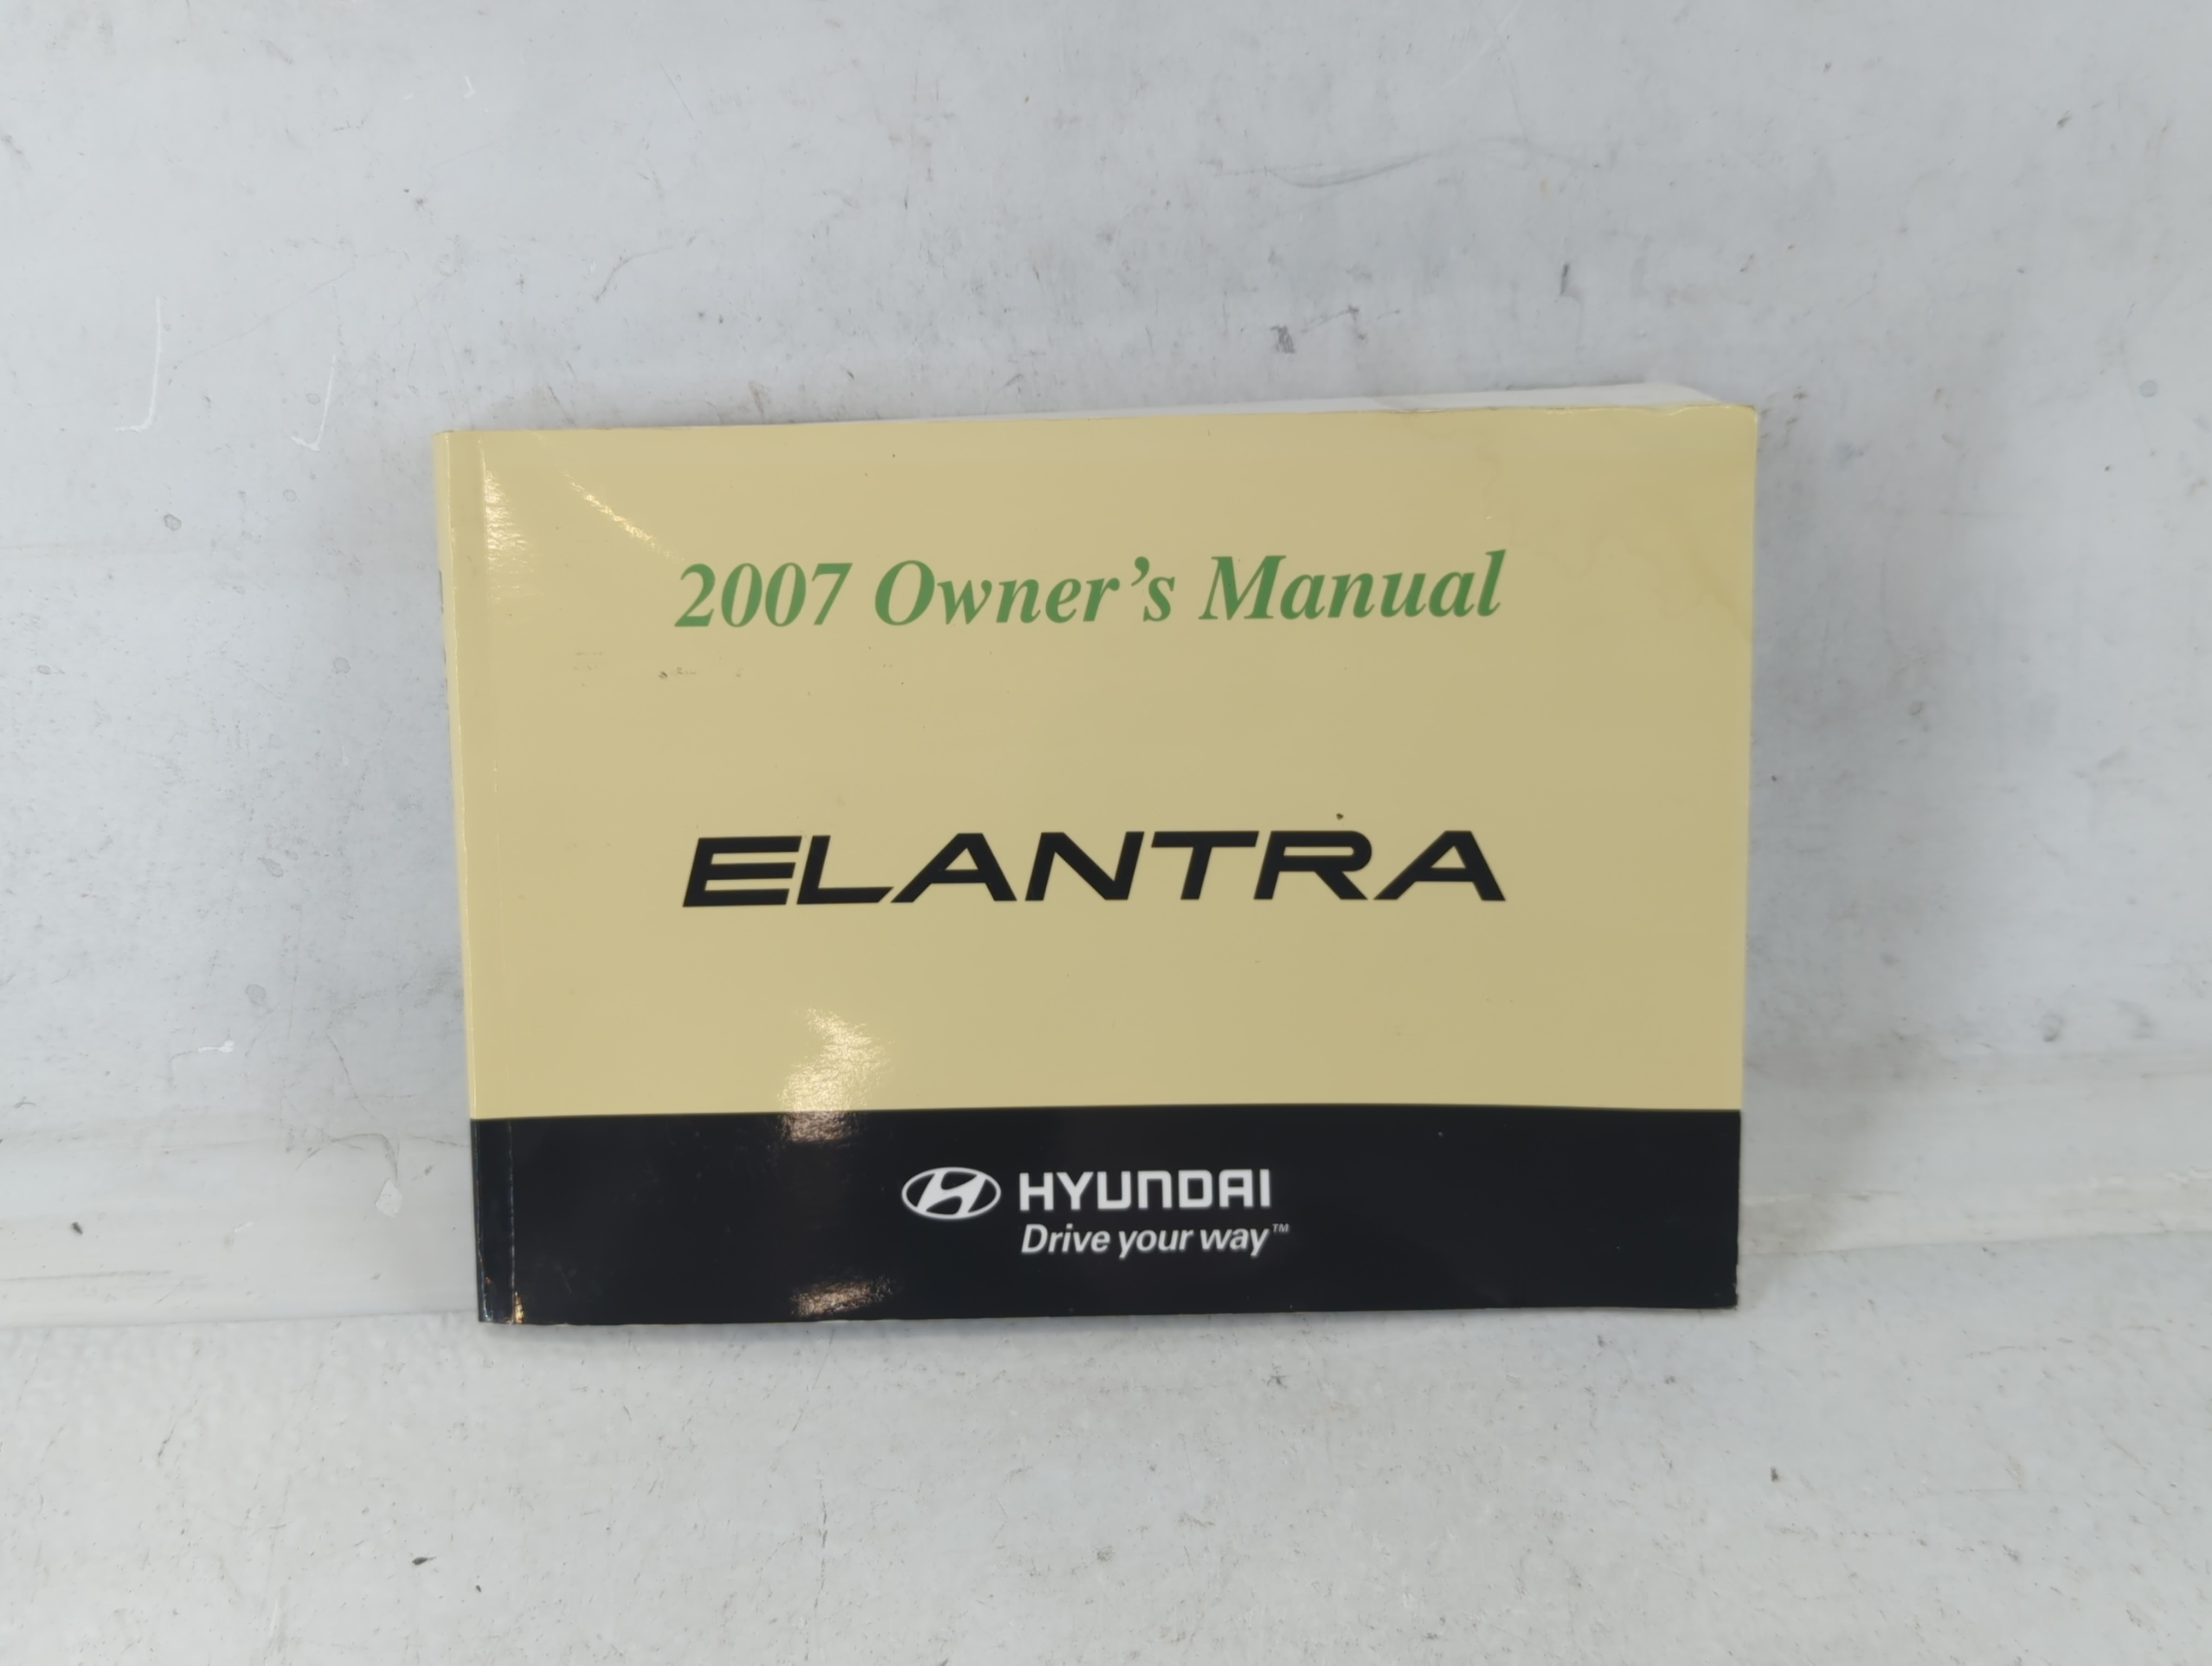 2007 Owner's Manual
ELANTRA
HYUNDAI
Drive your way™